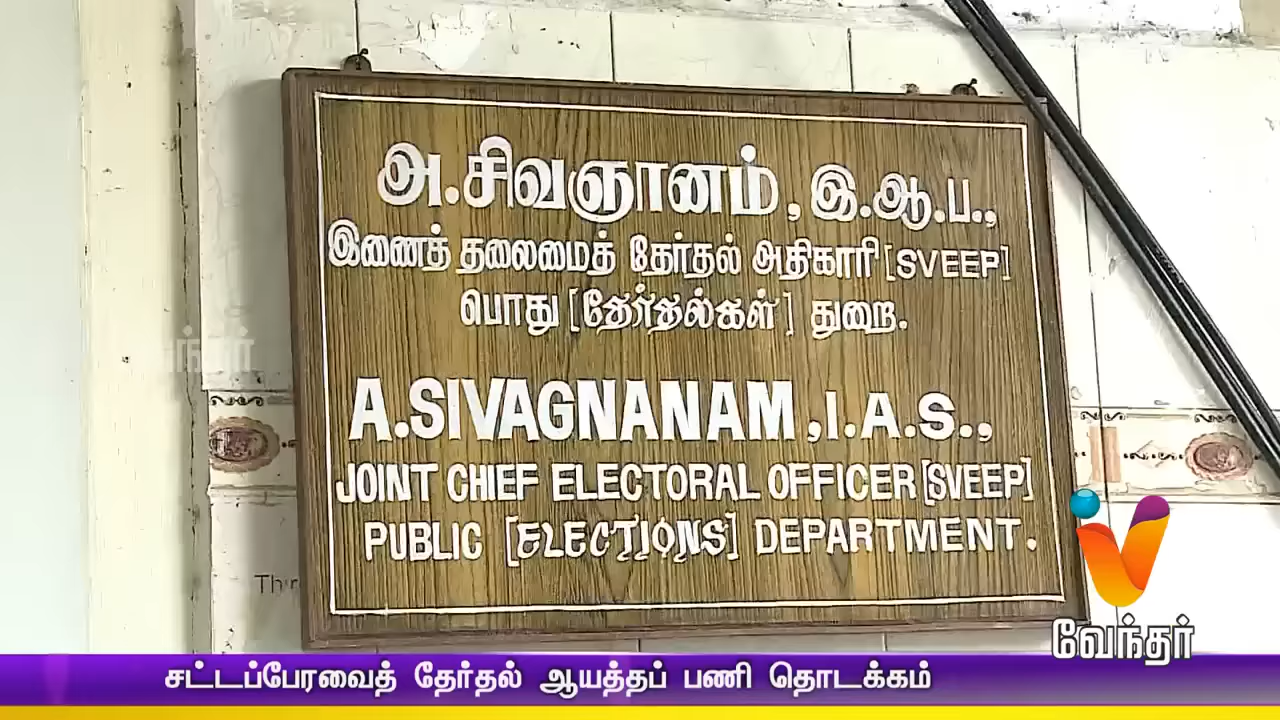 அ.சிவஞானம், இ.ஆ.ப.,
இணைத் தலைமைத் தேர்தல் அதிகாரி [SVEEP]
பொது [தேர்தல்கள்] துறை.
A.SIVAGNANAM, I.A.S.,
JOINT CHIEF ELECTORAL OFFICER [SVEEP]
PUBLIC [ELECTIONS] DEPARTMENT.
வேந்தர்
சட்டப்பேரவைத் தேர்தல் ஆயத்தப் பணி தொடக்கம்